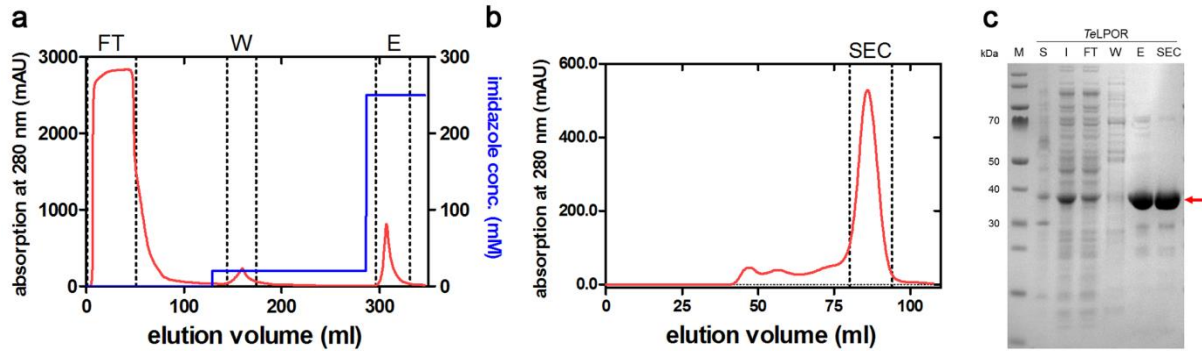 a
FT W E
3000 300
2000 200
1000 100
0 0
0 100 200 300
absorption at 280 nm (mAU)
imidazole conc. (mM)
elution volume (ml)
b
SEC
600.0
400.0
200.0
0.0
0 25 50 75 100
absorption at 280 nm (mAU)
elution volume (ml)
c
TeLPOR
kDa M S I FT W E SEC
70
50
40
30